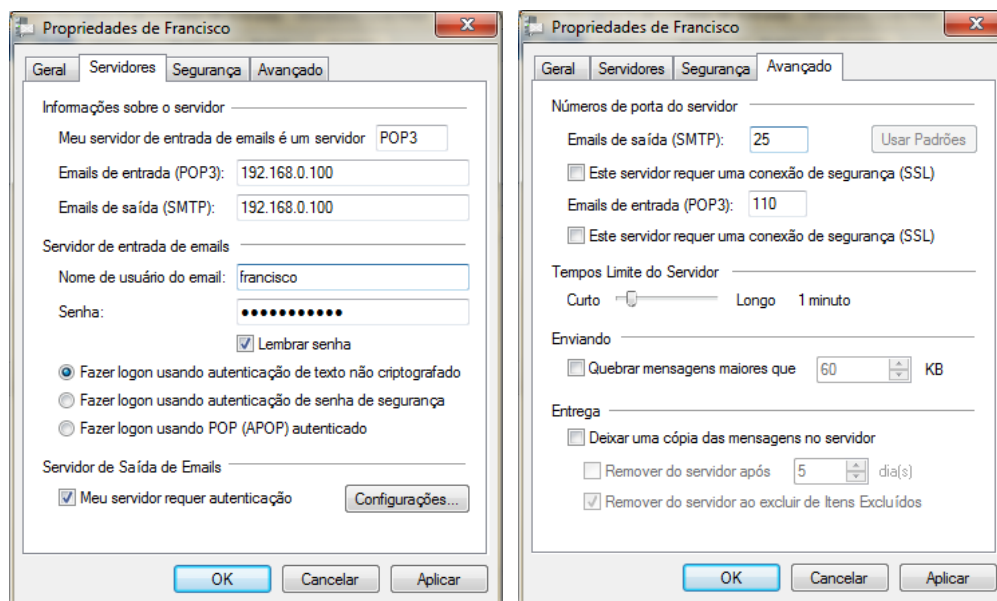 Propriedades de Francisco
Geral Servidores Segurança Avançado
Informações sobre o servidor
Meu servidor de entrada de emails é um servidor POP3
Emails de entrada (POP3): 192.168.0.100
Emails de saída (SMTP): 192.168.0.100
Servidor de entrada de emails
Nome de usuário do email: francisco
Senha: ●●●●●●●●●●●
Lembrar senha
Fazer logon usando autenticação de texto não criptografado
Fazer logon usando autenticação de senha de segurança
Fazer logon usando POP (APOP) autenticado
Servidor de Saída de Emails
Meu servidor requer autenticação Configurações...
OK Cancelar Aplicar
Propriedades de Francisco
Geral Servidores Segurança Avançado
Números de porta do servidor
Emails de saída (SMTP): 25 Usar Padrões
Este servidor requer uma conexão de segurança (SSL)
Emails de entrada (POP3): 110
Este servidor requer uma conexão de segurança (SSL)
Tempos Limite do Servidor
Curto Longo 1 minuto
Enviando
Quebrar mensagens maiores que 60 KB
Entrega
Deixar uma cópia das mensagens no servidor
Remover do servidor após 5 dia(s)
Remover do servidor ao excluir de Itens Excluídos
OK Cancelar Aplicar